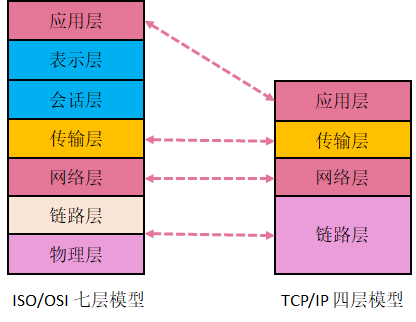 应用层
表示层
会话层
传输层
网络层
链路层
物理层
ISO/OSI 七层模型
应用层
传输层
网络层
链路层
TCP/IP 四层模型